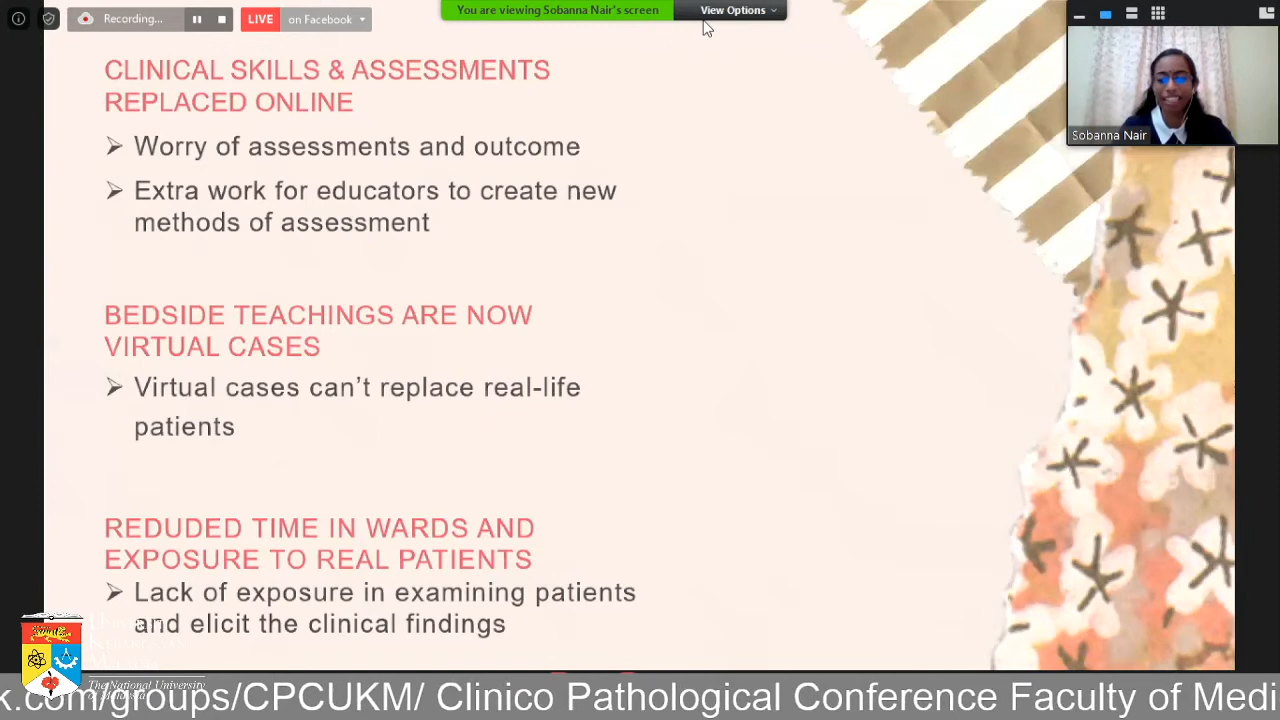 Recording...
LIVE on Facebook
You are viewing Sobanna Nair's screen View Options
Sobanna Nair
CLINICAL SKILLS & ASSESSMENTS
REPLACED ONLINE
➢ Worry of assessments and outcome
➢ Extra work for educators to create new
methods of assessment
BEDSIDE TEACHINGS ARE NOW
VIRTUAL CASES
➢ Virtual cases can't replace real-life
patients
REDUDED TIME IN WARDS AND
EXPOSURE TO REAL PATIENTS
➢ Lack of exposure in examining patients
elicit the clinical findings
The National University
of Malaysia
k.com/groups/CPCUKM/ Clinico Pathological Conference Faculty of Medi